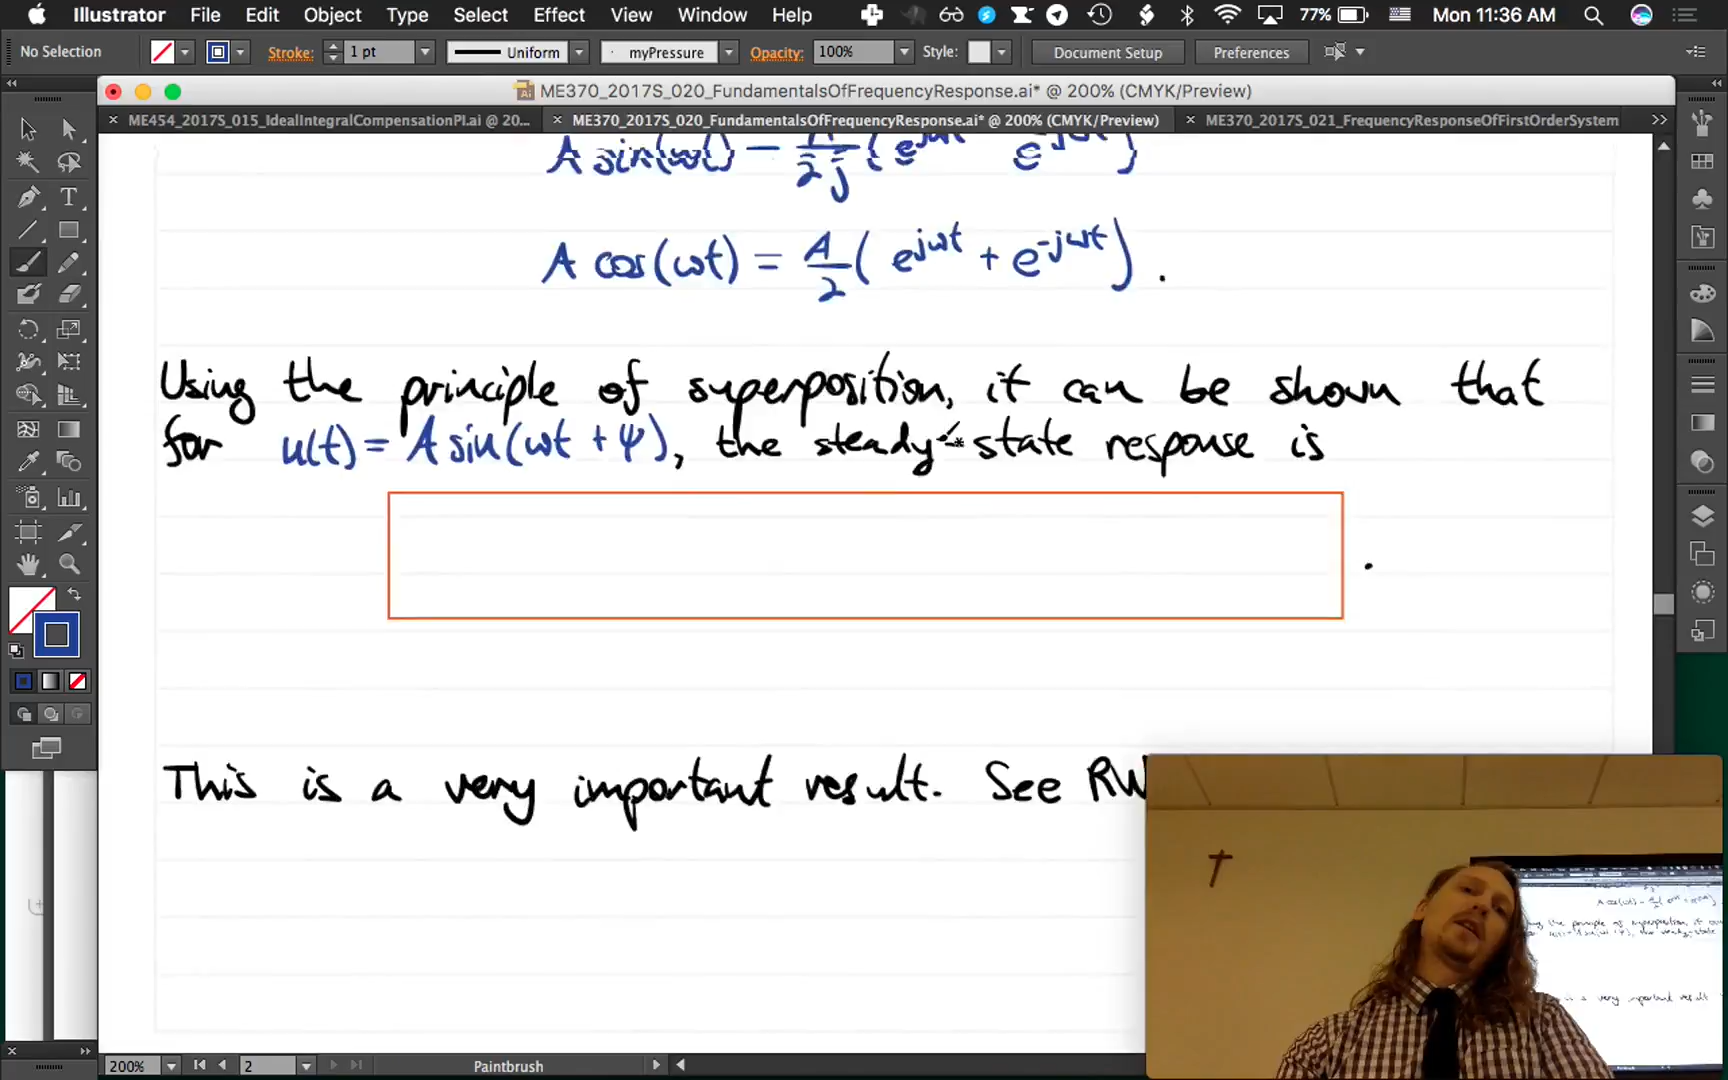 Illustrator File Edit Object Type Select Effect View Window Help 77% Mon 11:36 AM
No Selection Stroke: 1 pt Uniform myPressure Opacity: 100% Style: Document Setup Preferences
ME370_2017S_020_FundamentalsOfFrequencyResponse.ai* @ 200% (CMYK/Preview)
ME454_2017S_015_IdealIntegralCompensationPI.ai @ 20... ME370_2017S_020_FundamentalsOfFrequencyResponse.ai* @ 200% (CMYK/Preview) ME370_2017S_021_FrequencyResponseOfFirstOrderSystem
A cos(ωt) = A/2 ( e^jωt + e^-jωt ) .
Using the principle of superposition, it can be shown that
for u(t) = A sin(ωt + ψ), the steady-state response is
.
This is a very important result. See RW
200% 2 Paintbrush